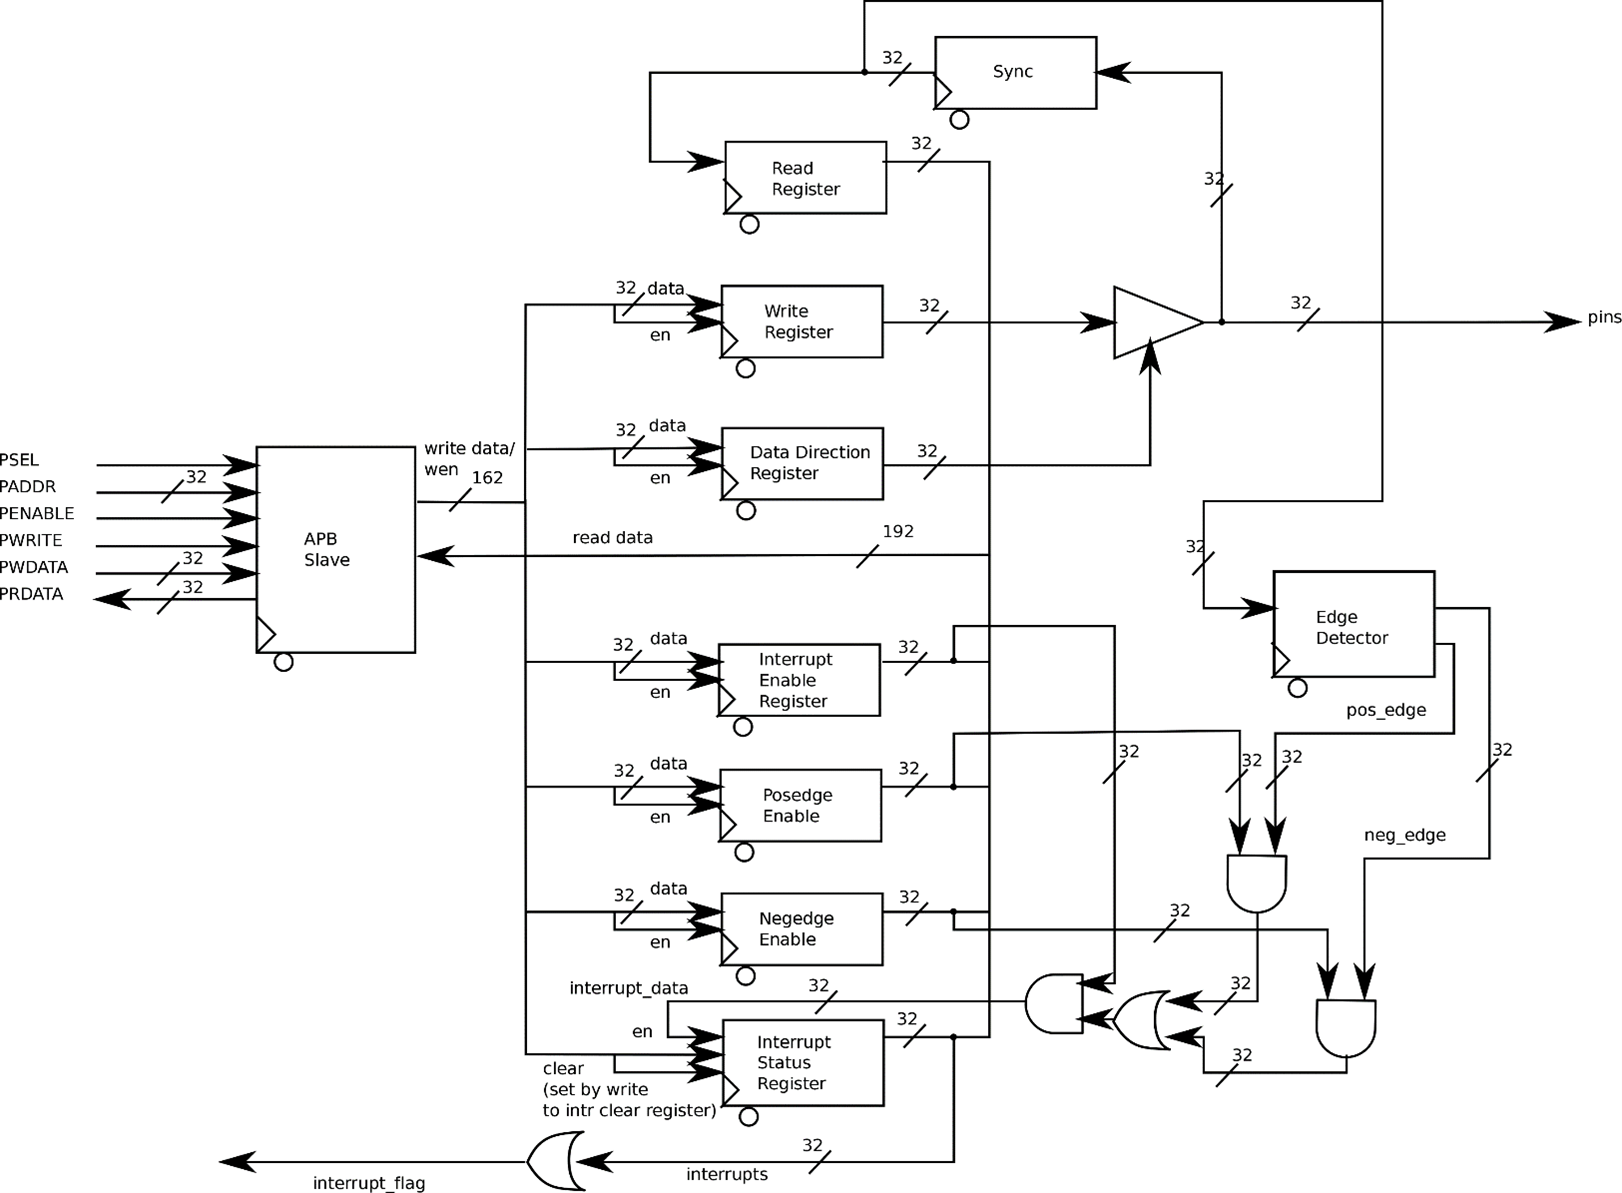 32
Sync
32
Read
Register
32
32
data
en
Write
Register
32
32
pins
32
data
en
Data Direction
Register
32
PSEL
PADDR
32
PENABLE
PWRITE
PWDATA
32
PRDATA
32
APB
Slave
write data/
wen
162
read data
192
32
Edge
Detector
pos_edge
neg_edge
32
32
data
en
Interrupt
Enable
Register
32
32
32
32
32
data
en
Posedge
Enable
32
32
data
en
Negedge
Enable
32
32
interrupt_data
32
32
32
en
Interrupt
Status
Register
32
clear
(set by write
to intr clear register)
32
interrupts
interrupt_flag